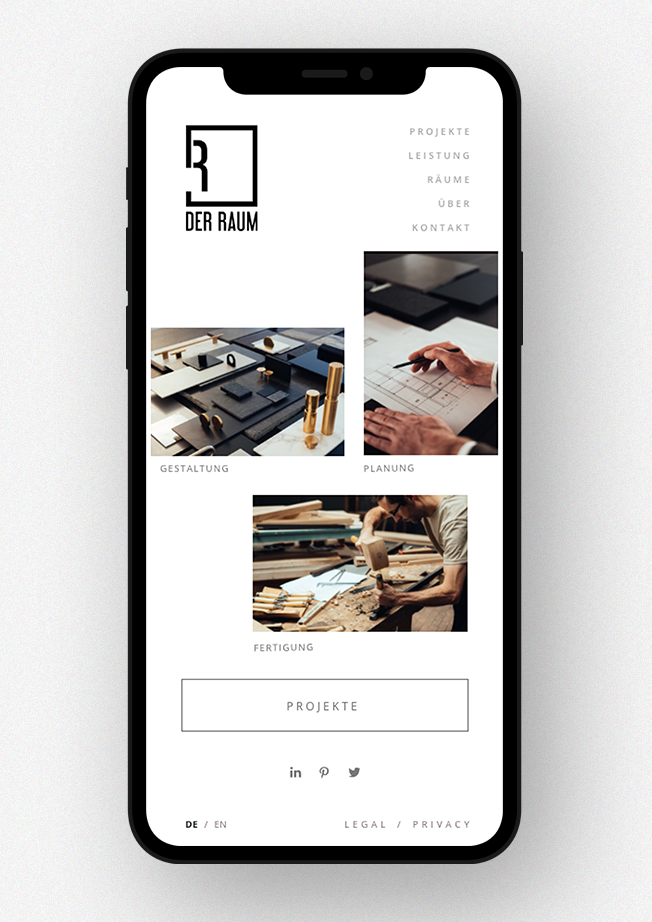 DER RAUM
PROJEKTE
LEISTUNG
RÄUME
ÜBER
KONTAKT
GESTALTUNG
PLANUNG
FERTIGUNG
PROJEKTE
DE / EN
LEGAL / PRIVACY